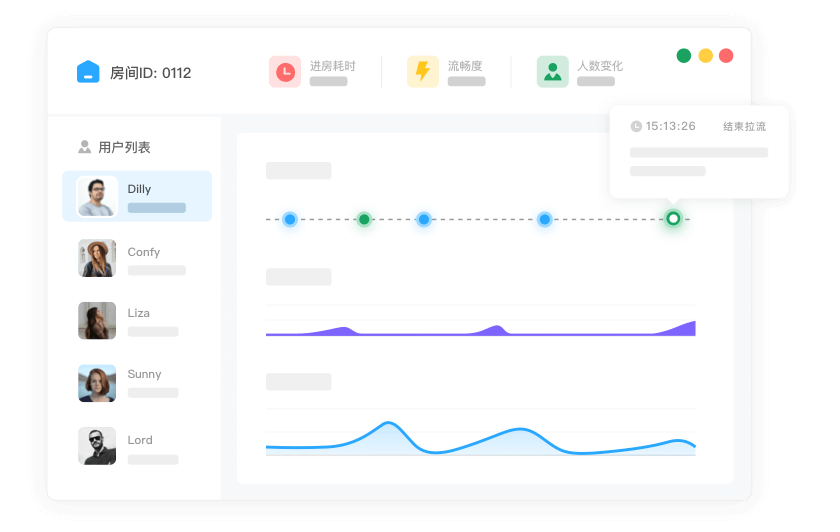 房间ID: 0112
进房耗时
流畅度
人数变化
15:13:26
结束拉流
用户列表
Dilly
Confy
Liza
Sunny
Lord